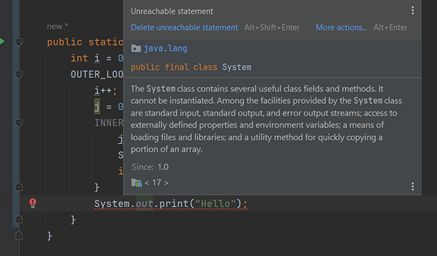 new *
Unreachable statement
Delete unreachable statement Alt+Shift+Enter More actions... Alt+Enter
java.lang
public final class System
The System class contains several useful class fields and methods. It
cannot be instantiated. Among the facilities provided by the System class
are standard input, standard output, and error output streams; access to
externally defined properties and environment variables; a means of
loading files and libraries; and a utility method for quickly copying a
portion of an array.
Since: 1.0
< 17 >
public static
int i = 0
OUTER_LOO
i++;
j = 0
INNER
j
S
i
}
System.out.print("Hello");
}
}